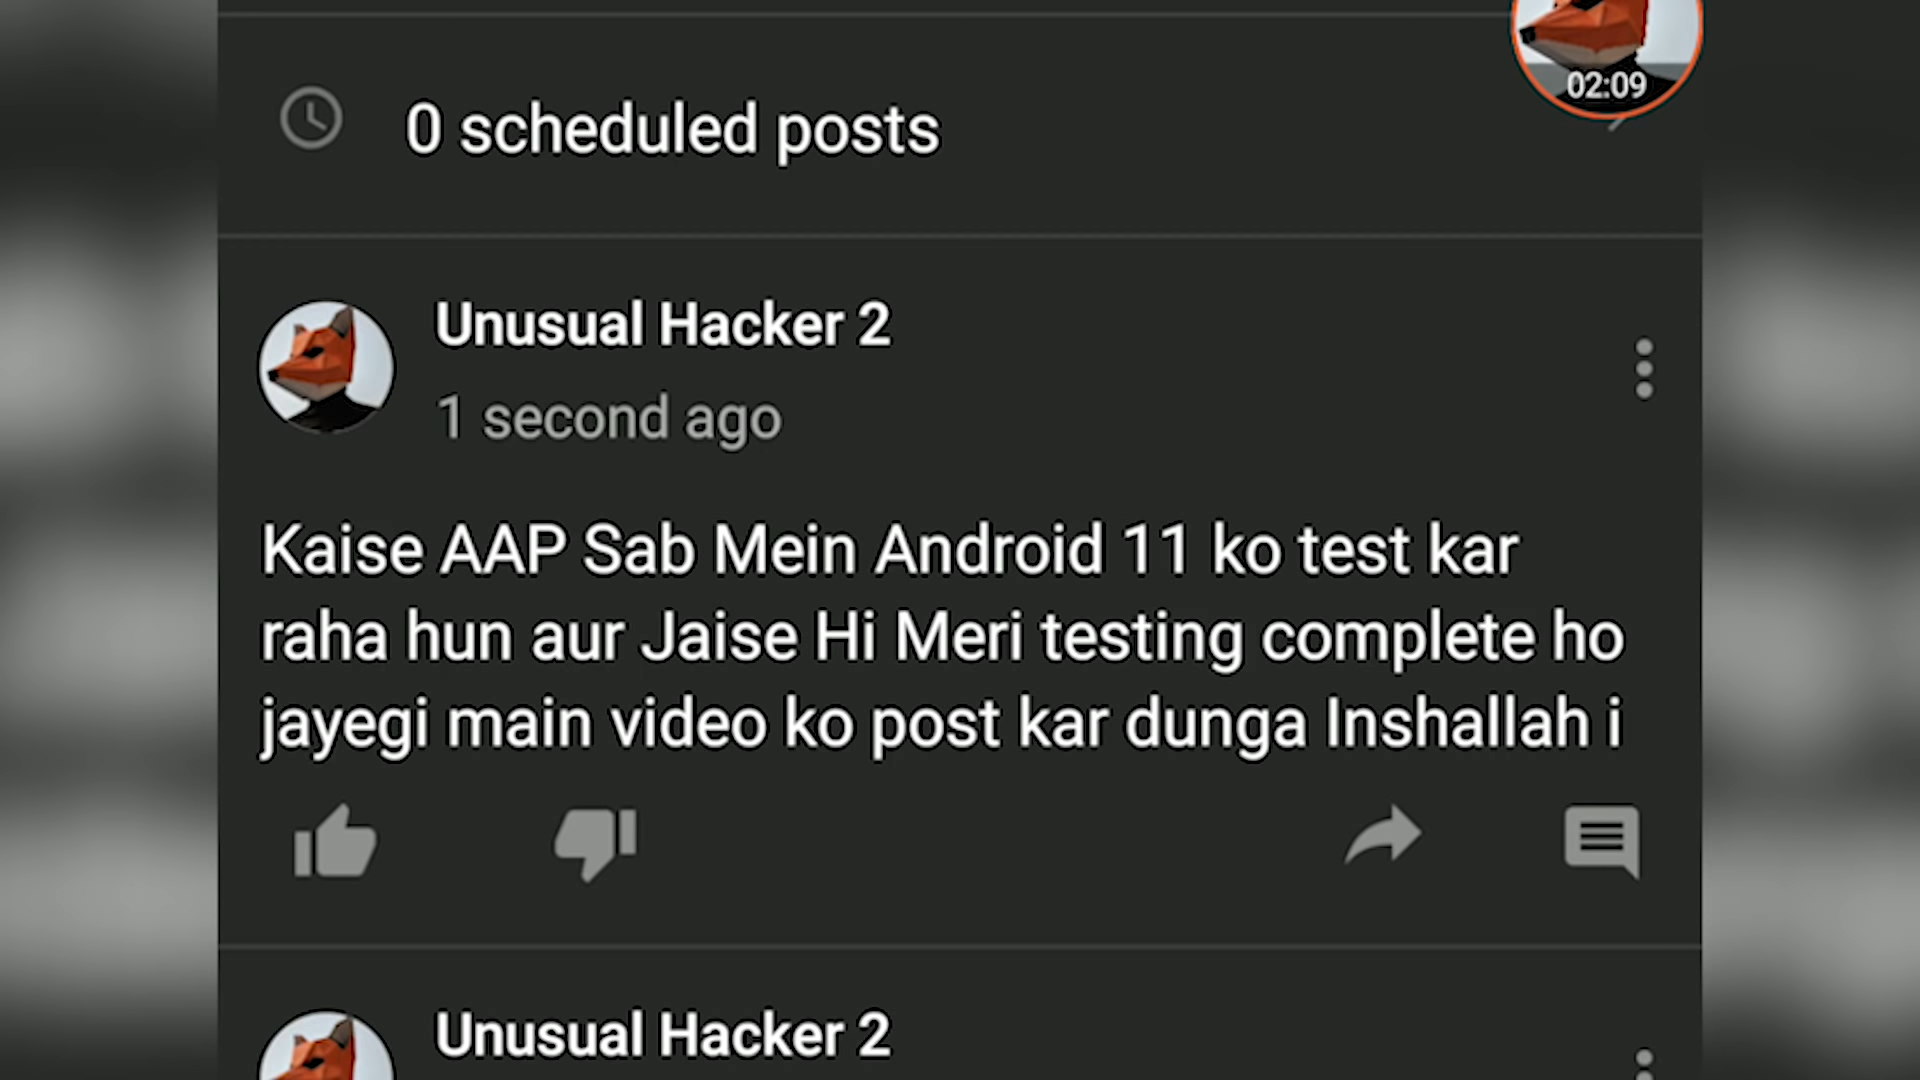 02:09
0 scheduled posts
Unusual Hacker 2
1 second ago
Kaise AAP Sab Mein Android 11 ko test kar
raha hun aur Jaise Hi Meri testing complete ho
jayegi main video ko post kar dunga Inshallah i
Unusual Hacker 2